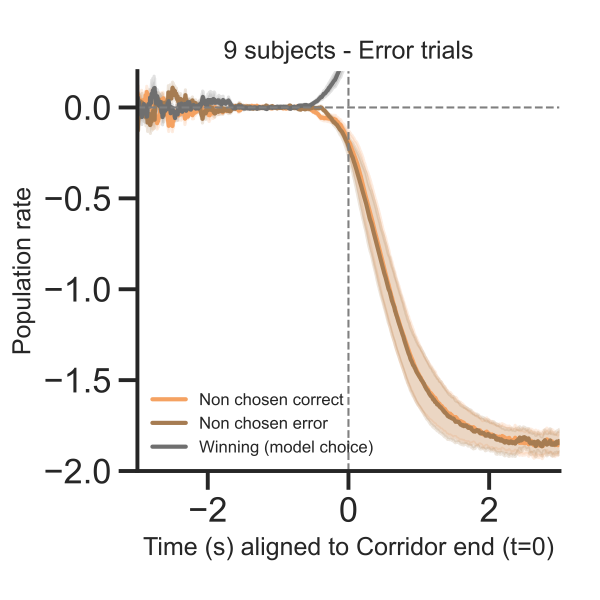 9 subjects - Error trials
0.0
−0.5
−1.0
−1.5
−2.0
Population rate
Non chosen correct
Non chosen error
Winning (model choice)
−2 0 2
Time (s) aligned to Corridor end (t=0)